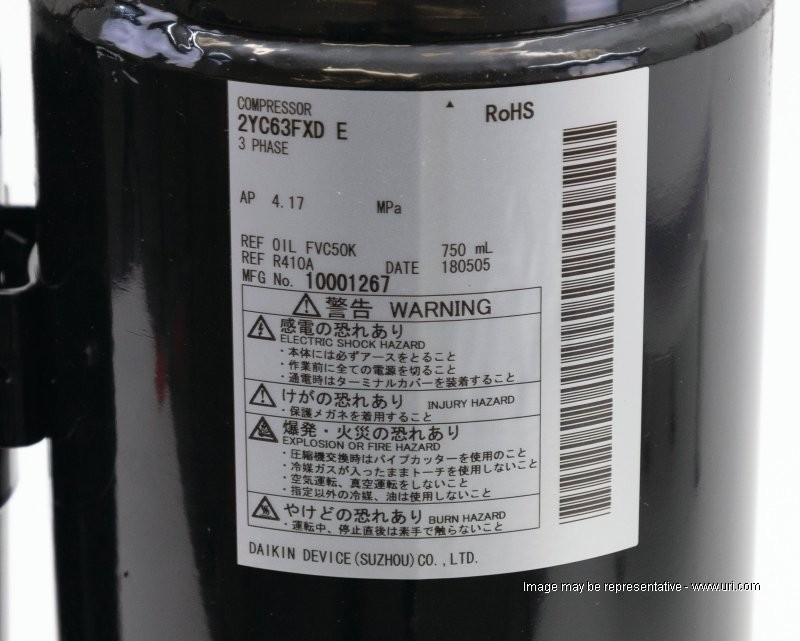 COMPRESSOR
RoHS
2YC63FXD E
3 PHASE
AP 4.17 MPa
REF OIL FVC50K 750 mL
REF R410A DATE 180505
MFG No. 10001267
警告 WARNING
感電の恐れあり
ELECTRIC SHOCK HAZARD
・本体には必ずアースをとること
・作業前に全ての電源を切ること
・通電時はターミナルカバーを装着すること
けがの恐れあり INJURY HAZARD
・保護メガネを着用すること
爆発・火災の恐れあり
EXPLOSION OR FIRE HAZARD
・圧縮機交換時はパイプカッターを使用のこと
・冷媒ガスが入ったままトーチを使用しないこと
・空気運転、真空運転をしないこと
・指定以外の冷媒、油は使用しないこと
やけどの恐れあり BURN HAZARD
・運転中、停止直後は素手で触らないこと
DAIKIN DEVICE(SUZHOU)CO.,LTD.
Image may be representative - www.uri.com